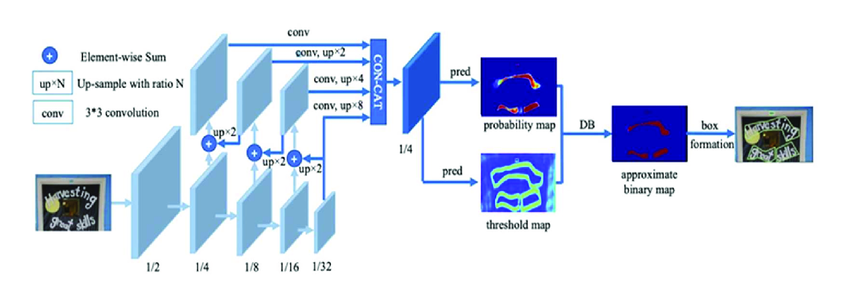 Element-wise Sum
up×N Up-sample with ratio N
conv 3*3 convolution
conv
conv, up×2
conv, up×4
conv, up×8
CON-CAT
up×2
up×2
up×2
1/4
pred
pred
probability map
threshold map
DB
approximate
binary map
box
formation
Harvesting
great skills
Harvesting
great skills
1/2
1/4
1/8
1/16
1/32